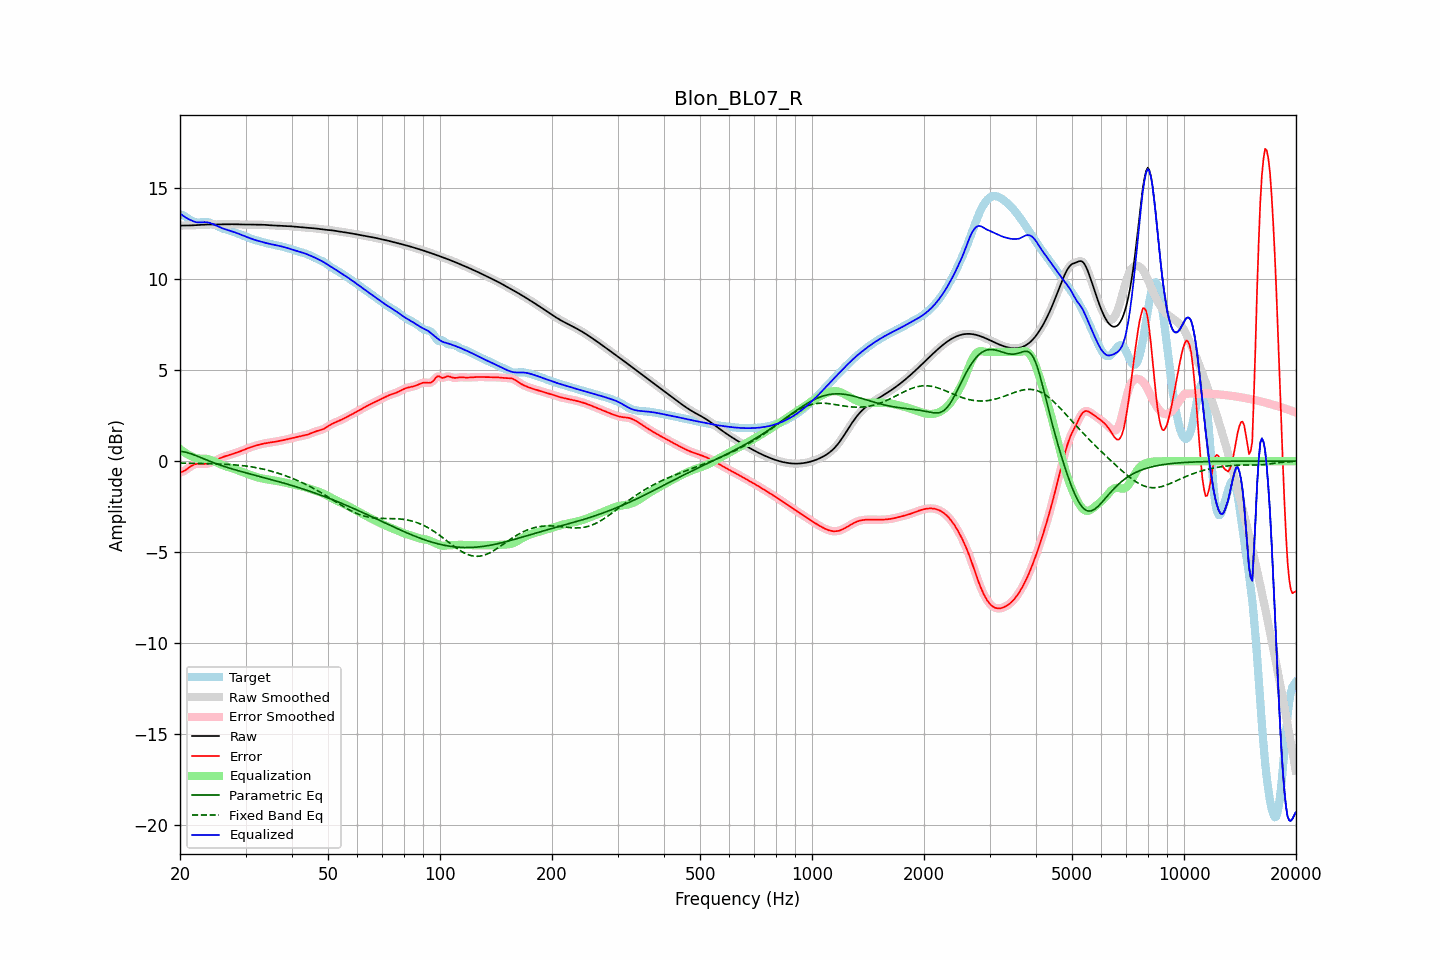 Blon_BL07_R
Amplitude (dBr)
15
10
5
0
−5
−10
−15
−20
Target
Raw Smoothed
Error Smoothed
Raw
Error
Equalization
Parametric Eq
Fixed Band Eq
Equalized
20 50 100 200 500 1000 2000 5000 10000 20000
Frequency (Hz)